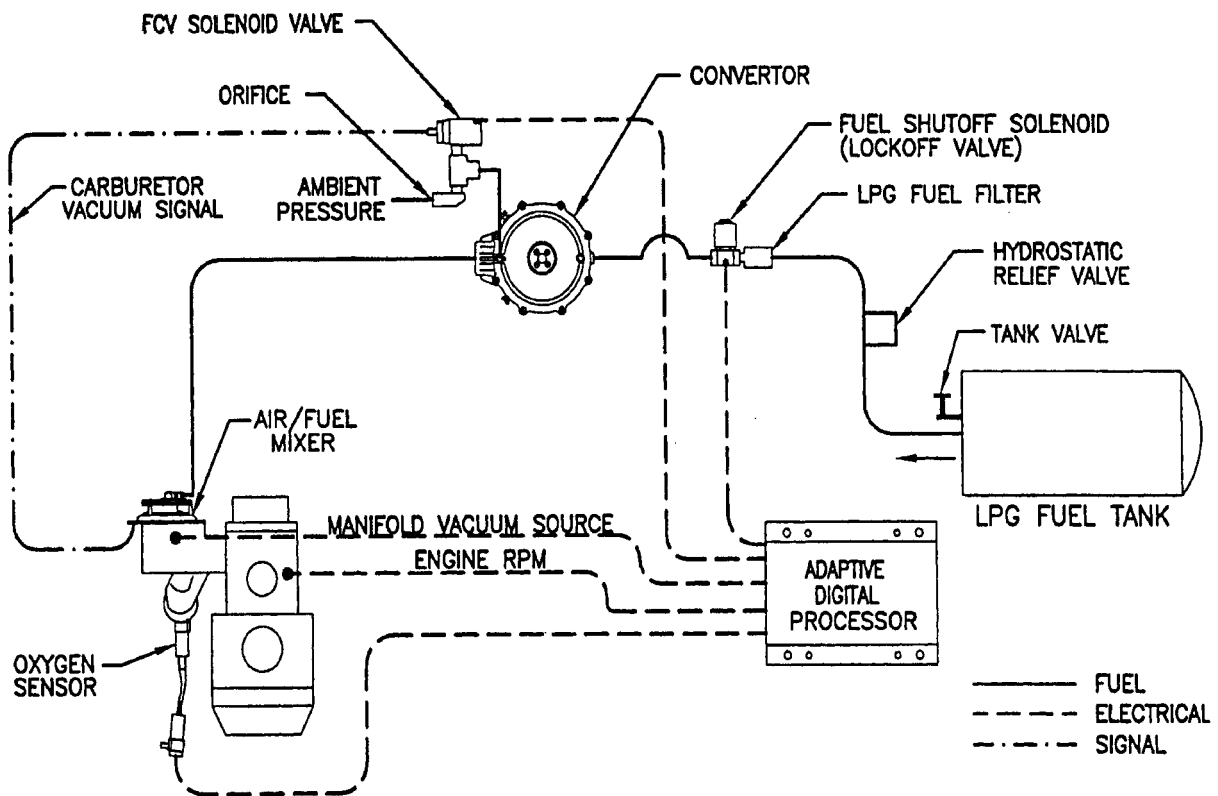 FCV SOLENOID VALVE
ORIFICE
CONVERTOR
FUEL SHUTOFF SOLENOID
(LOCKOFF VALVE)
CARBURETOR
VACUUM SIGNAL
AMBIENT
PRESSURE
LPG FUEL FILTER
HYDROSTATIC
RELIEF VALVE
TANK VALVE
AIR/FUEL
MIXER
LPG FUEL TANK
MANIFOLD VACUUM SOURCE
ENGINE RPM
ADAPTIVE
DIGITAL
PROCESSOR
OXYGEN
SENSOR
FUEL
ELECTRICAL
SIGNAL